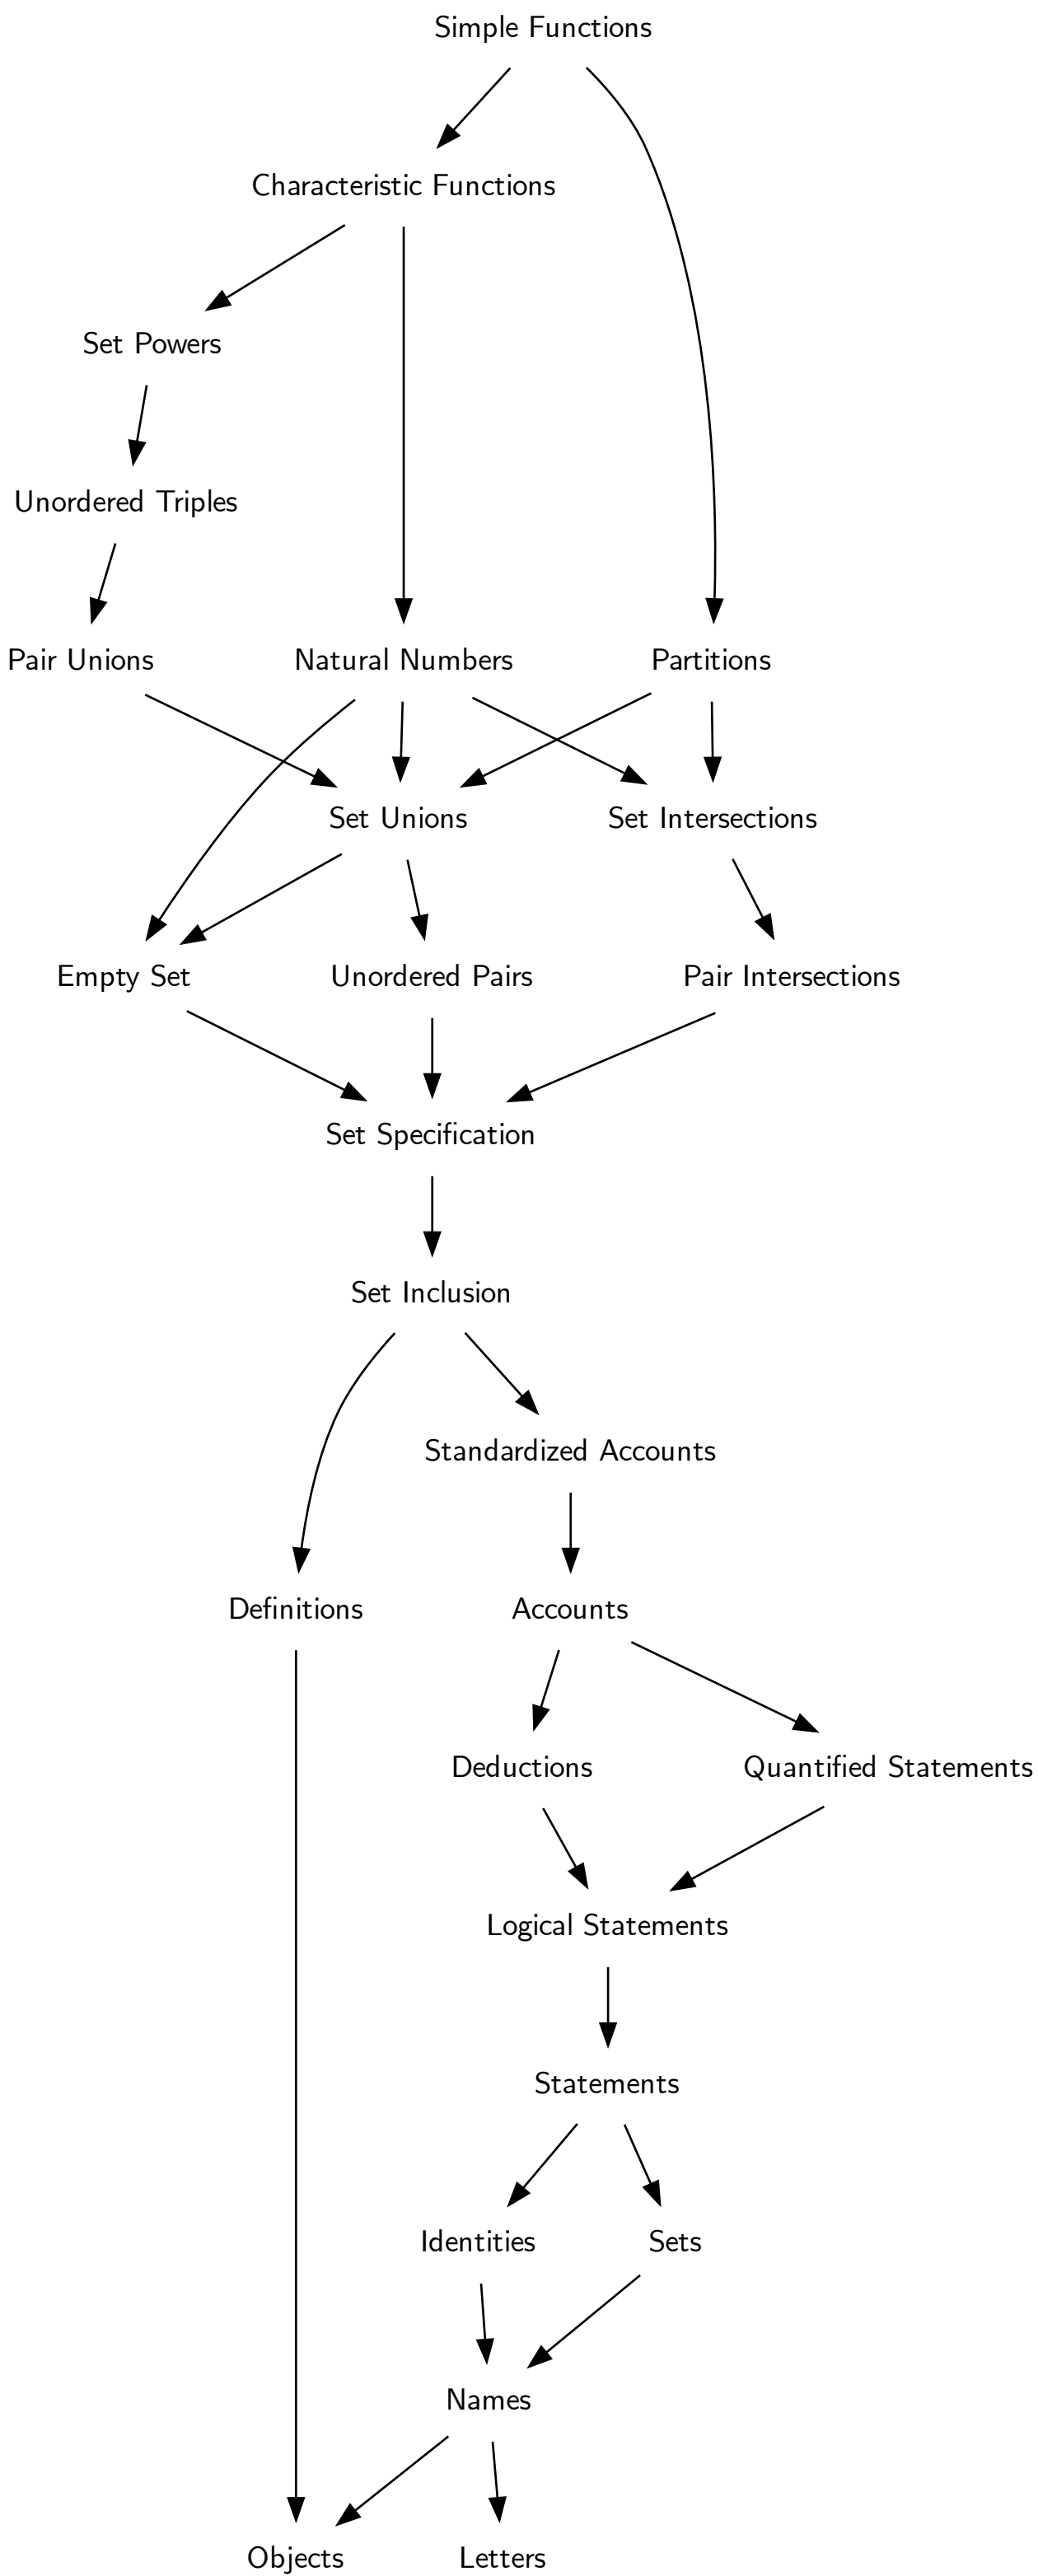 Simple Functions
Characteristic Functions
Set Powers
Unordered Triples
Pair Unions
Natural Numbers
Partitions
Set Unions
Set Intersections
Empty Set
Unordered Pairs
Pair Intersections
Set Specification
Set Inclusion
Standardized Accounts
Definitions
Accounts
Deductions
Quantified Statements
Logical Statements
Statements
Identities
Sets
Names
Objects
Letters